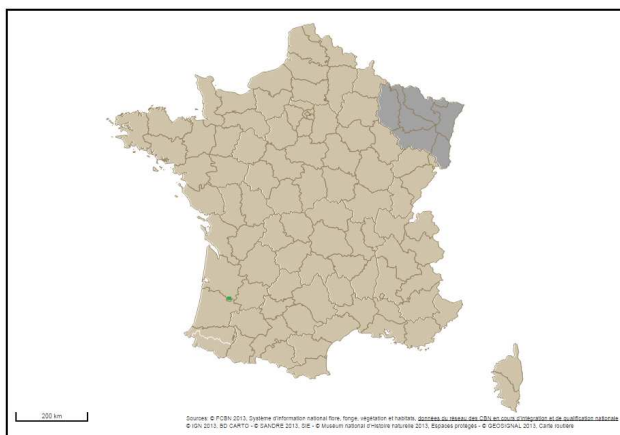 200 km
Sources: © FCBN 2013, Système d'information national flore, fonge, végétation et habitats, données du réseau des CBN en cours d'intégration et de qualification nationale
© IGN 2013, BD CARTO - © SANDRE 2013, SIE - © Muséum national d'Histoire naturelle 2013, Espaces protégés - © GEOSIGNAL 2013, Carte routière